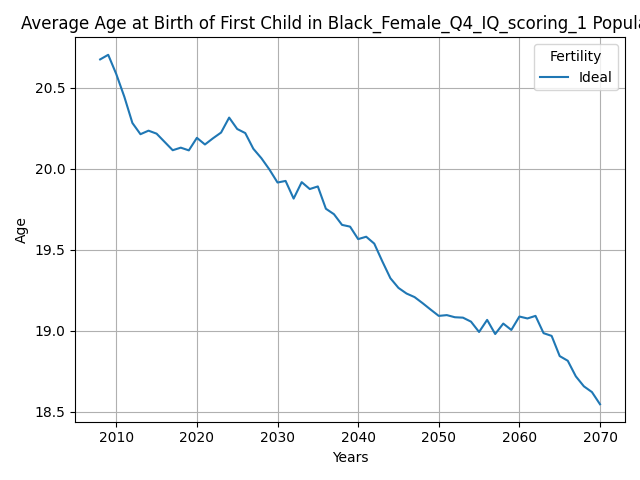 Average Age at Birth of First Child in Black_Female_Q4_IQ_scoring_1 Popula
Fertility
Ideal
Age
20.5
20.0
19.5
19.0
18.5
2010 2020 2030 2040 2050 2060 2070
Years